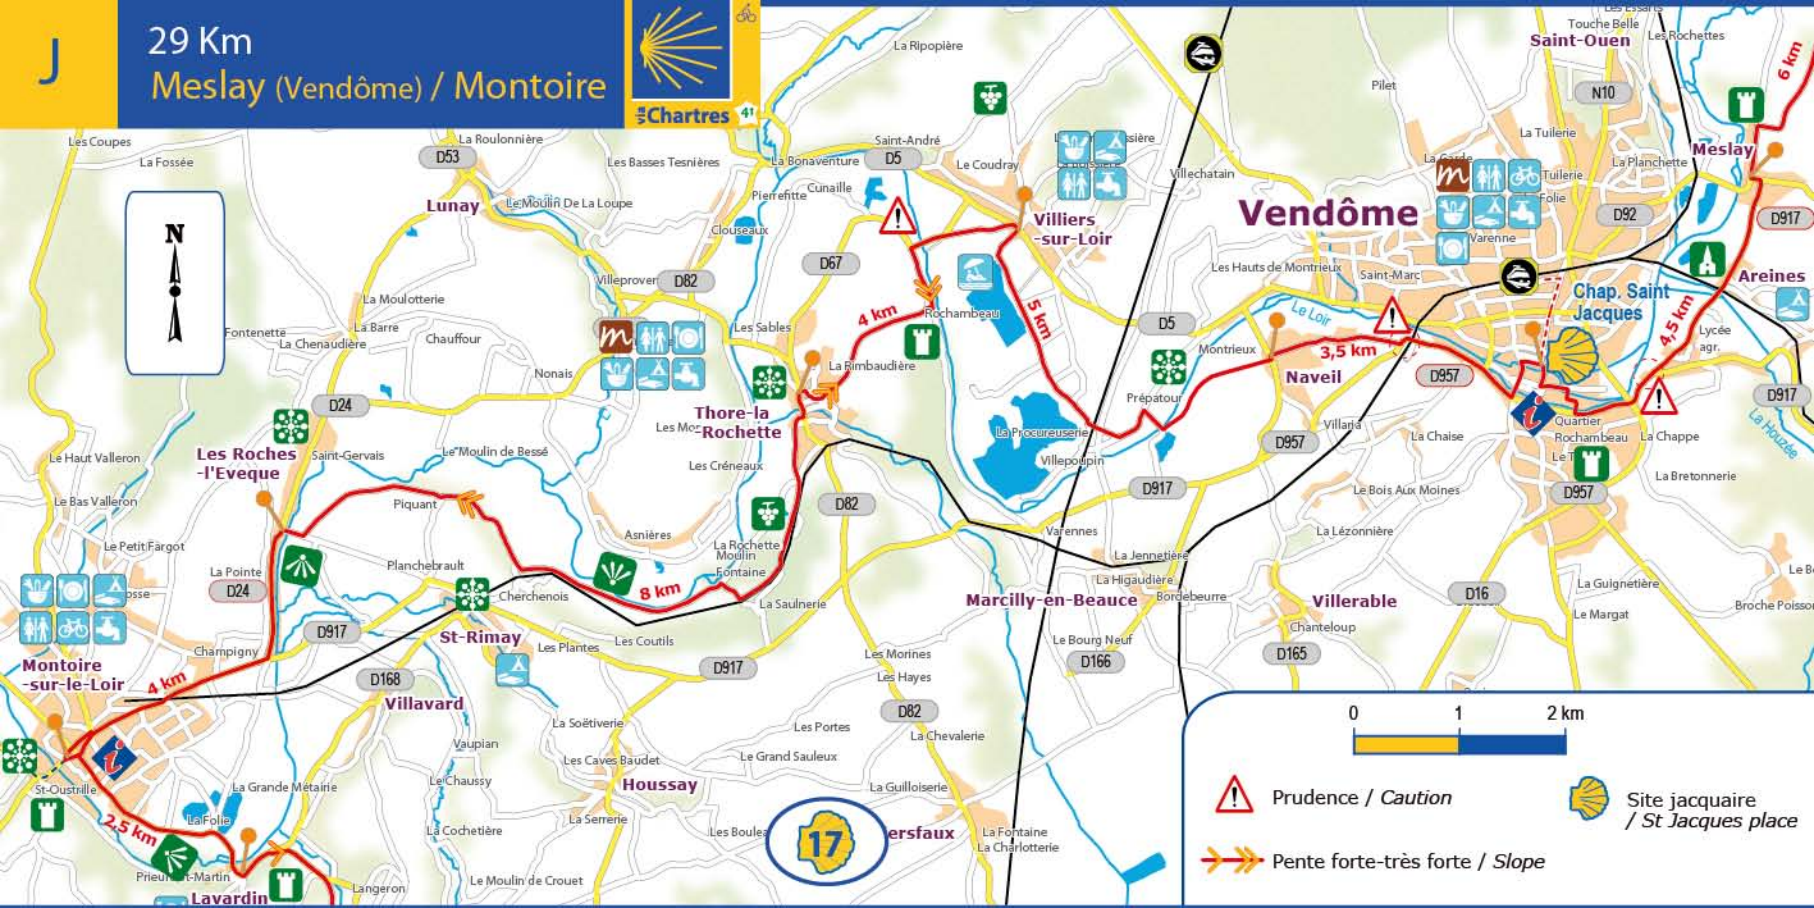 J
29 Km
Meslay (Vendôme) / Montoire
via
Chartres
41
La Ripopière
Touche Belle
Les Rochettes
Saint-Ouen
6 km
N10
Pilet
Les Coupes
La Fossée
La Roulonnière
D53
Les Basses Tesnières
La Bonaventure
Saint-André
D5
Le Coudray
Villechatain
La Tuilerie
La Planchette
Meslay
Tuilerie
Folie
Pierrefitte
Cunaille
Lunay
Le Moulin De La Loupe
Clouseaux
Villiers
-sur-Loir
Vendôme
Varenne
D92
D917
N
D67
D82
Les Hauts de Montrieux
Saint-Marc
Areines
Chap. Saint
Jacques
La Moulotterie
La Barre
Fontenette
La Chenaudière
Chauffour
Les Sables
4 km
Rochambeau
5 km
D5
Le Loir
4,5 km
Lycée
agr.
Montrieux
3,5 km
La Rimbaudière
Nonais
Naveil
D957
D24
Thore-la
-Rochette
Prépatour
D917
La Houzée
Les Roches
-l'Eveque
Le Haut Valleron
Saint-Gervais
Le Moulin de Bessé
Les Créneaux
La Procureuserie
Villepoupin
Villaria
D957
La Chaise
Quartier
Rochambeau
La Chappe
La Bretonnerie
Le Bas Valleron
Piquant
D82
D917
Le Bois Aux Moines
D957
Le Petit Fargot
Asnières
La Rochette
Moulin
Fontaine
Varennes
La Jennetière
La Lézonnière
La Pointe
D24
Planchebrault
Cherchenois
8 km
La Saulnerie
La Higaudière
Bordebeurre
Marcilly-en-Beauce
Villerable
D16
La Guignetière
Le Margat
Broche Poisson
D917
St-Rimay
Les Plantes
Les Coutils
Le Bourg Neuf
Chanteloup
D166
D165
Champigny
Montoire
-sur-le-Loir
4 km
D168
D917
Les Morines
Les Hayes
Villavard
D82
La Soëtiverie
Les Portes
La Chevalerie
Vauplan
Les Caves Baudet
Le Grand Sauleux
Le Chaussy
Houssay
La Guilloiserie
St-Oustrille
La Grande Métairie
2,5 km
La Folie
La Cochetière
La Serrerie
17
ersfaux
La Fontaine
La Charlotterie
Lavardin
Langeron
Le Moulin de Crouet
0 1 2 km
Prudence / Caution
Site jacquaire
/ St Jacques place
Pente forte-très forte / Slope